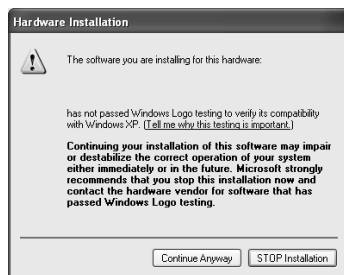 Hardware Installation
The software you are installing for this hardware:
has not passed Windows Logo testing to verify its compatibility
with Windows XP. (Tell me why this testing is important.)
Continuing your installation of this software may impair
or destabilize the correct operation of your system
either immediately or in the future. Microsoft strongly
recommends that you stop this installation now and
contact the hardware vendor for software that has
passed Windows Logo testing.
Continue Anyway
STOP Installation